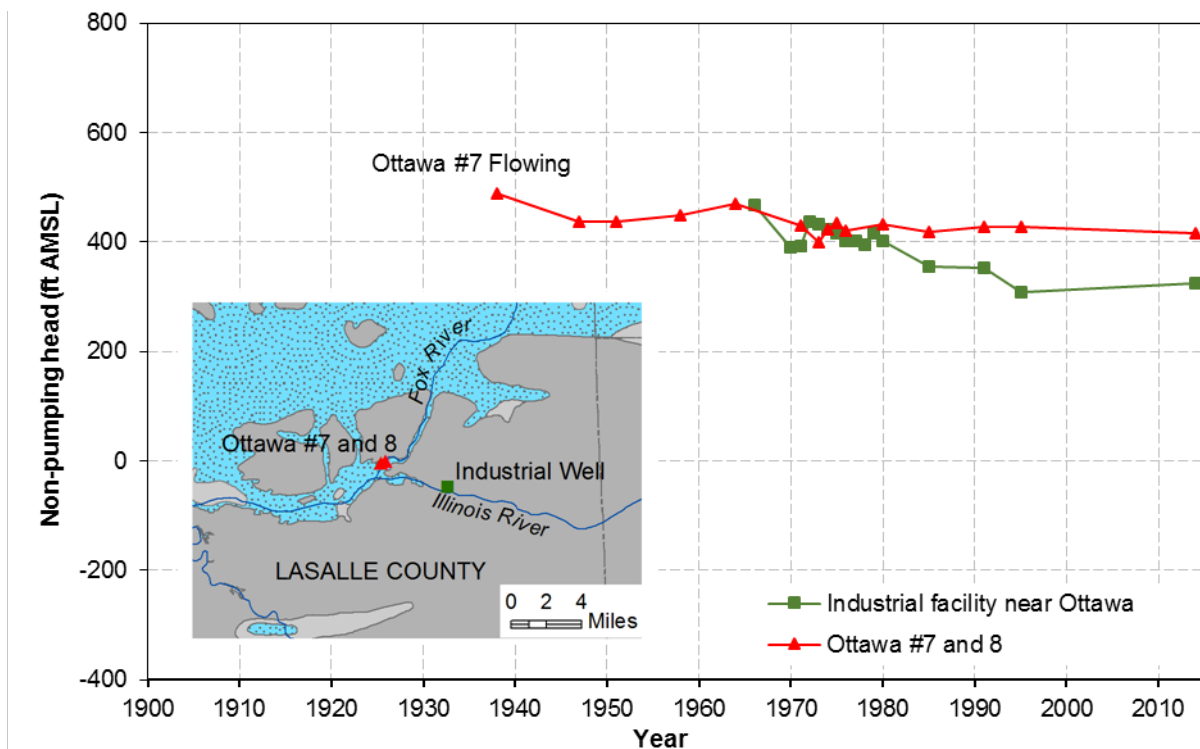 800
600
400
200
0
-200
-400
Non-pumping head (ft AMSL)
Ottawa #7 Flowing
Fox River
Ottawa #7 and 8
Industrial Well
Illinois River
LASALLE COUNTY
0 2 4
Miles
Industrial facility near Ottawa
Ottawa #7 and 8
1900 1910 1920 1930 1940 1950 1960 1970 1980 1990 2000 2010
Year